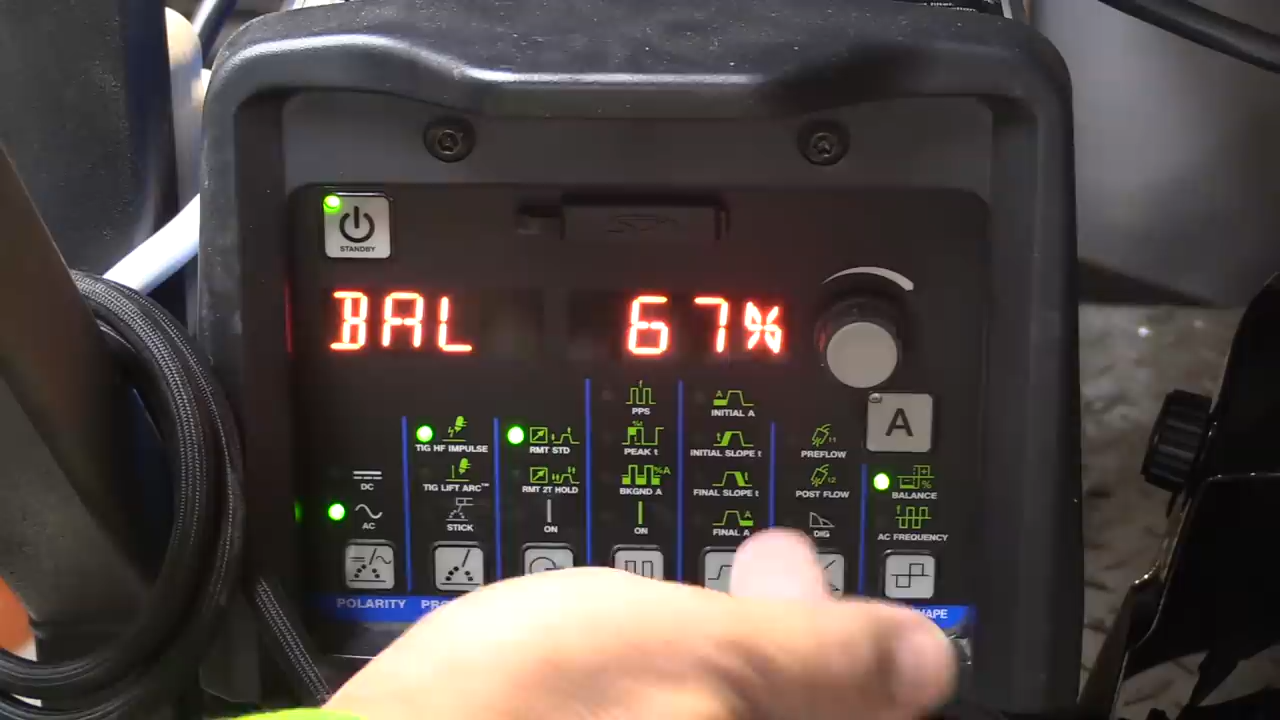 STANDBY
BAL 67%
A
PPS
INITIAL A
A
TIG HF IMPULSE
RMT STD
PEAK t
INITIAL SLOPE t
PREFLOW
DC
TIG LIFT ARC™
RMT 2T HOLD
BKGND A
FINAL SLOPE t
POST FLOW
BALANCE
AC
STICK
ON
ON
FINAL A
DIG
AC FREQUENCY
POLARITY